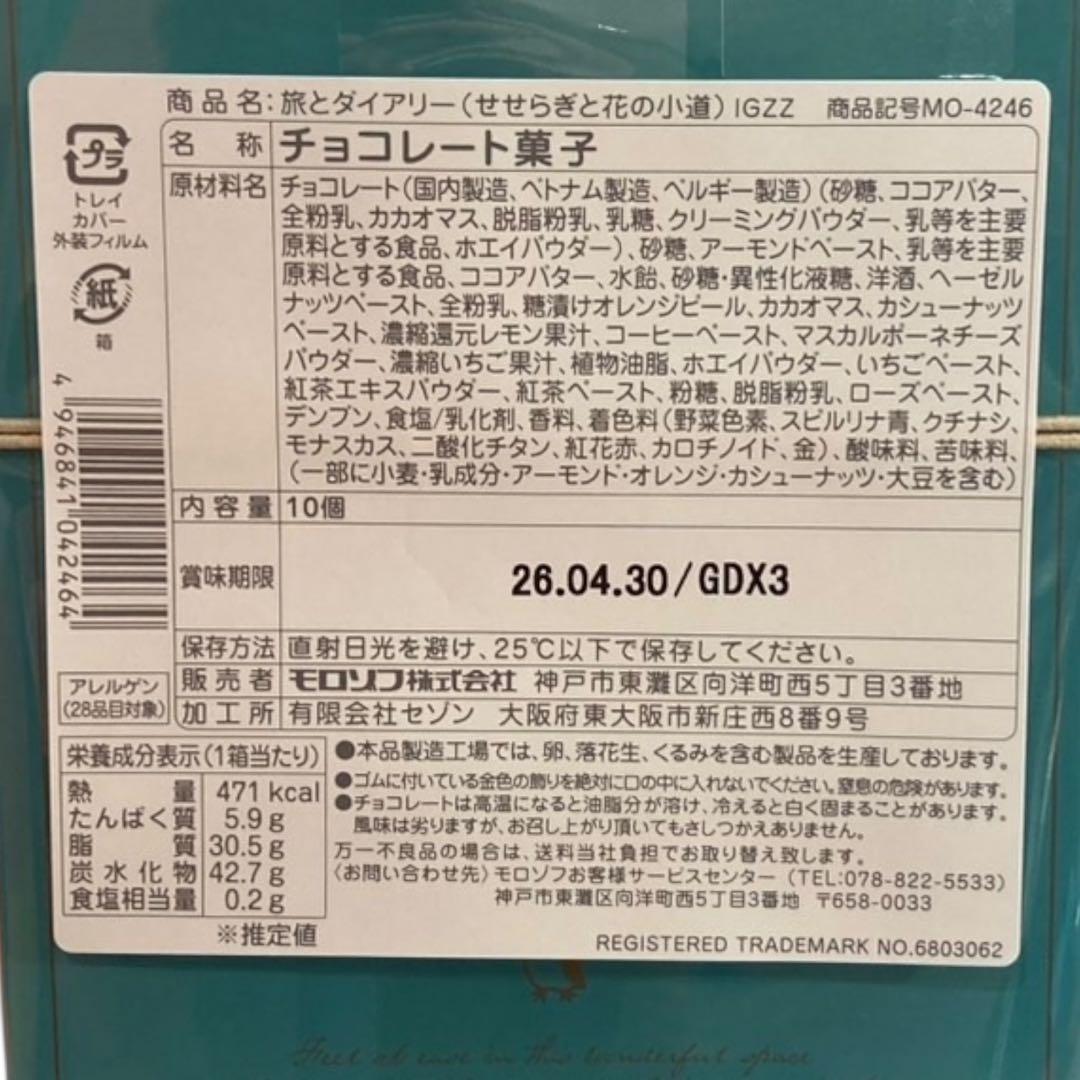 商品名:旅とダイアリー(せせらぎと花の小道)IGZZ 商品記号MO-4246
プラ
トレイ
カバー
外装フィルム
紙
箱
4 946841 042464
アレルゲン
(28品目対象)
名称 チョコレート菓子
原材料名 チョコレート(国内製造、ベトナム製造、ベルギー製造)(砂糖、ココアバター、
全粉乳、カカオマス、脱脂粉乳、乳糖、クリーミングパウダー、乳等を主要
原料とする食品、ホエイパウダー)、砂糖、アーモンドペースト、乳等を主要
原料とする食品、ココアバター、水飴、砂糖・異性化液糖、洋酒、ヘーゼル
ナッツペースト、全粉乳、糖漬けオレンジピール、カカオマス、カシューナッツ
ペースト、濃縮還元レモン果汁、コーヒーペースト、マスカルポーネチーズ
パウダー、濃縮いちご果汁、植物油脂、ホエイパウダー、いちごペースト、
紅茶エキスパウダー、紅茶ペースト、粉糖、脱脂粉乳、ローズペースト、
デンプン、食塩/乳化剤、香料、着色料(野菜色素、スピルリナ青、クチナシ、
モナスカス、二酸化チタン、紅花赤、カロチノイド、金)、酸味料、苦味料、
(一部に小麦・乳成分・アーモンド・オレンジ・カシューナッツ・大豆を含む)
内容量 10個
賞味期限 26.04.30/GDX3
保存方法 直射日光を避け、25℃以下で保存してください。
販売者 モロゾフ株式会社 神戸市東灘区向洋町西5丁目3番地
加工所 有限会社セゾン 大阪府東大阪市新庄西8番9号
栄養成分表示(1箱当たり)
熱量 471 kcal
たんぱく質 5.9g
脂質 30.5g
炭水化物 42.7g
食塩相当量 0.2g
※推定値
●本品製造工場では、卵、落花生、くるみを含む製品を生産しております。
●ゴムに付いている金色の飾りを絶対に口の中に入れないでください。窒息の危険があります。
●チョコレートは高温になると油脂分が溶け、冷えると白く固まることがあります。
風味は劣りますが、お召し上がり頂いてもさしつかえありません。
万一不良品の場合は、送料当社負担でお取り替え致します。
〈お問い合わせ先〉モロゾフお客様サービスセンター(TEL:078-822-5533)
神戸市東灘区向洋町西5丁目3番地 〒658-0033
REGISTERED TRADEMARK NO.6803062
Feel at ease in this wonderful space